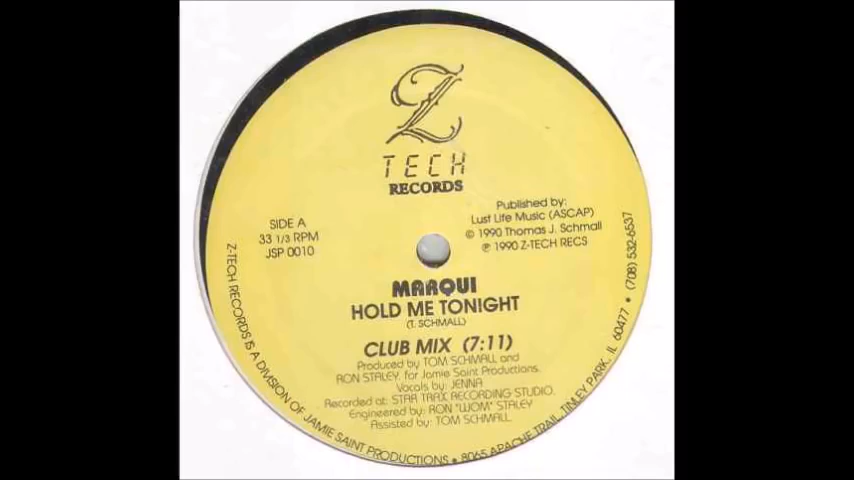 Z
TECH
RECORDS
SIDE A
33 1/3 RPM
JSP 0010
Published by:
Lust Life Music (ASCAP)
© 1990 Thomas J. Schmall
℗ 1990 Z-TECH RECS
MARQUI
HOLD ME TONIGHT
(T. SCHMALL)
CLUB MIX (7:11)
Produced by TOM SCHMALL and
RON STALEY, for Jamie Saint Productions.
Vocals by: JENNA
Recorded at: STAR TRAX RECORDING STUDIO.
Engineered by: RON "WOM" STALEY
Assisted by: TOM SCHMALL
Z-TECH RECORDS IS A DIVISION OF JAMIE SAINT PRODUCTIONS • 8065 APACHE TRAIL TINLEY PARK, IL 60477 • (708) 532-6537